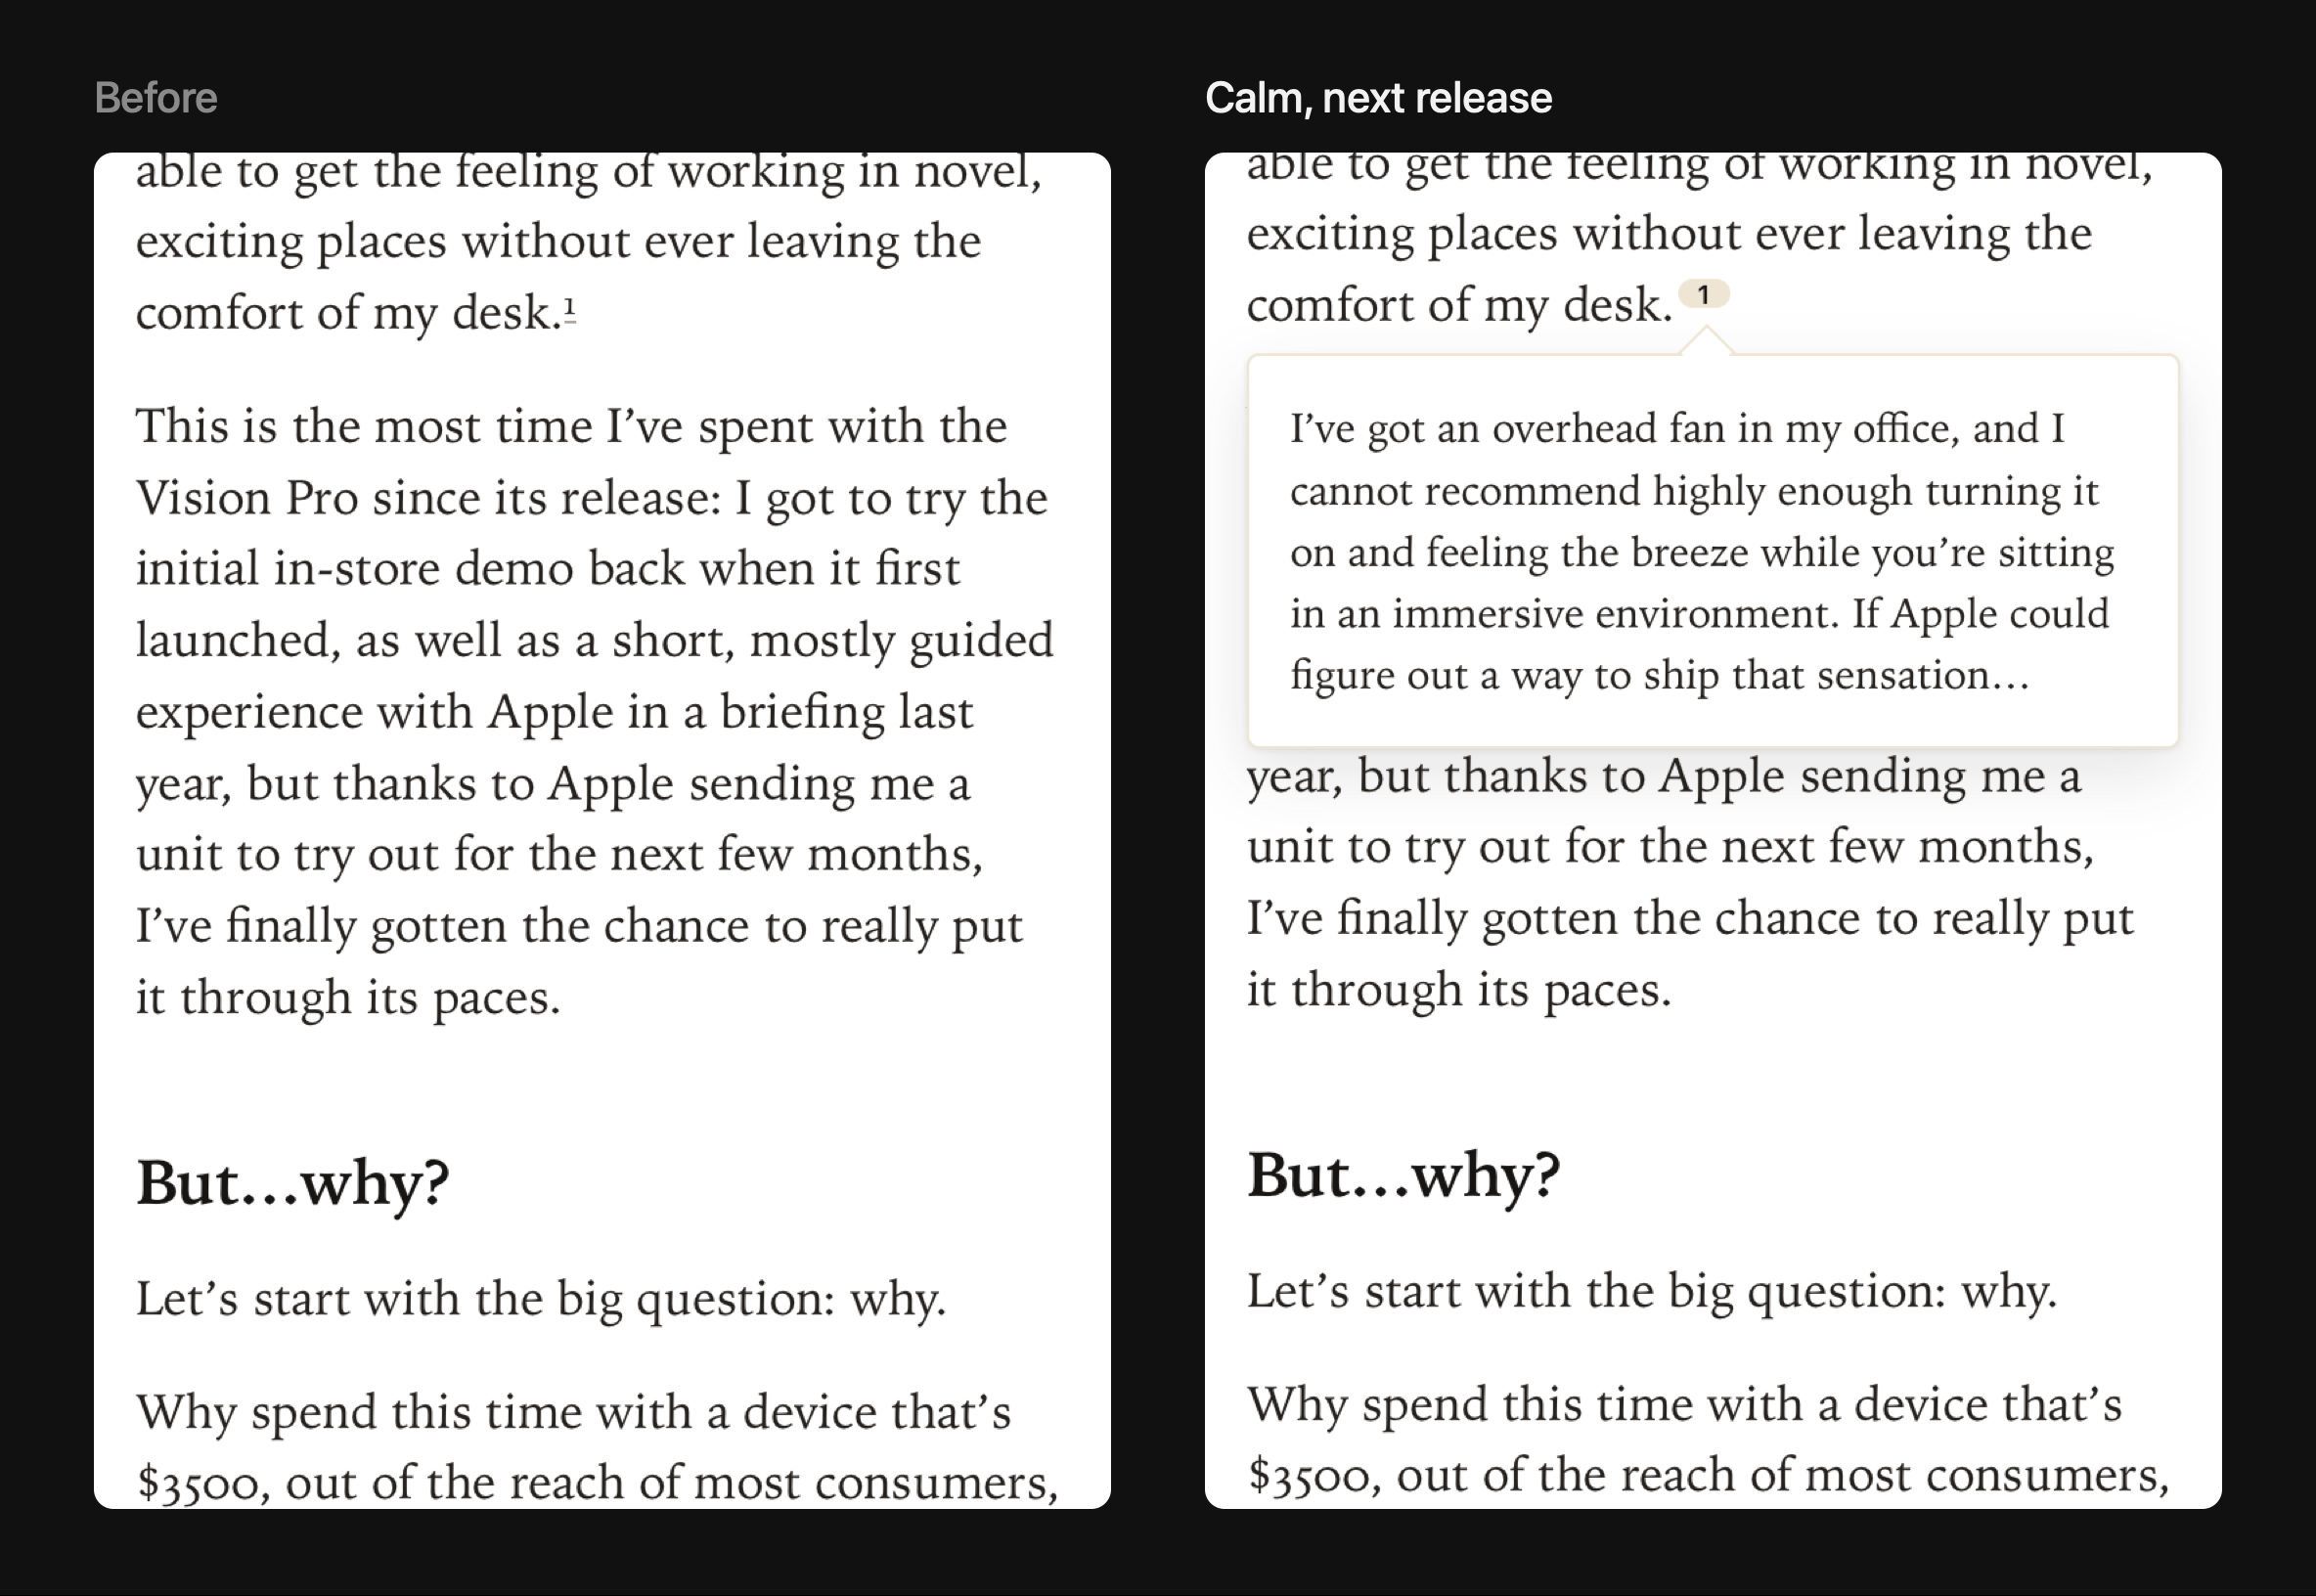 Before
able to get the feeling of working in novel,
exciting places without ever leaving the
comfort of my desk.¹
This is the most time I’ve spent with the
Vision Pro since its release: I got to try the
initial in-store demo back when it first
launched, as well as a short, mostly guided
experience with Apple in a briefing last
year, but thanks to Apple sending me a
unit to try out for the next few months,
I’ve finally gotten the chance to really put
it through its paces.
But…why?
Let’s start with the big question: why.
Why spend this time with a device that’s
$3500, out of the reach of most consumers,
Calm, next release
able to get the feeling of working in novel,
exciting places without ever leaving the
comfort of my desk. 1
I’ve got an overhead fan in my office, and I
cannot recommend highly enough turning it
on and feeling the breeze while you’re sitting
in an immersive environment. If Apple could
figure out a way to ship that sensation…
year, but thanks to Apple sending me a
unit to try out for the next few months,
I’ve finally gotten the chance to really put
it through its paces.
But…why?
Let’s start with the big question: why.
Why spend this time with a device that’s
$3500, out of the reach of most consumers,